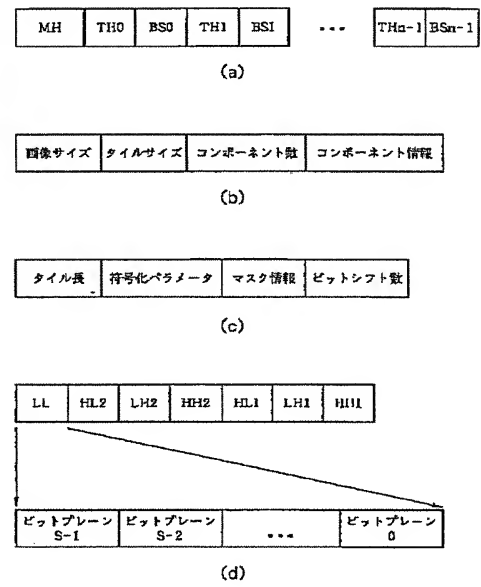 MH TH0 BS0 TH1 BS1 ... THn-1 BSn-1
(a)
画像サイズ タイルサイズ コンポーネント数 コンポーネント情報
(b)
タイル長 符号化パラメータ マスク情報 ビットシフト数
(c)
LL HL2 LH2 HH2 HL1 LH1 HH1
ビットプレーン ビットプレーン ビットプレーン
S-1 S-2 ... 0
(d)